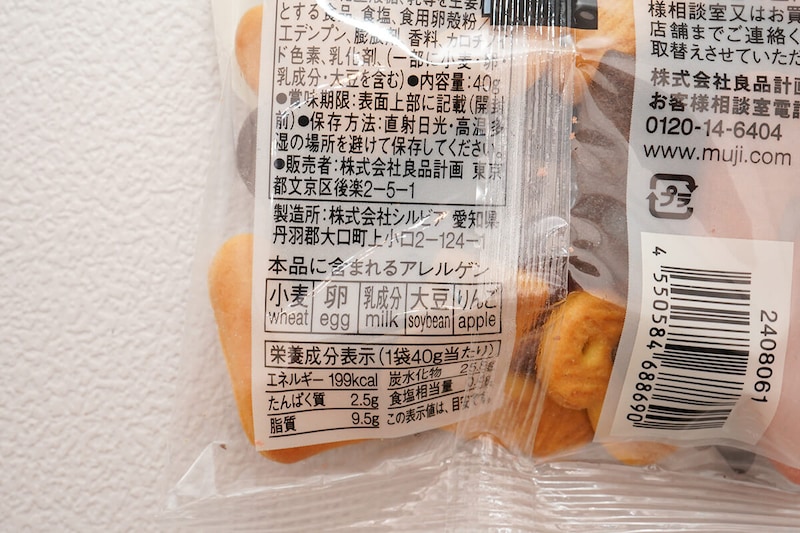 とする食品、食塩、食用卵殻粉
エデンプン、膨脹剤、香料、カロチノイ
ド色素、乳化剤、(一部に小麦・卵・
乳成分・大豆を含む)●内容量:40g
●賞味期限:表面上部に記載(開封
前)●保存方法:直射日光・高温多
湿の場所を避けて保存してください。
●販売者:株式会社良品計画 東京
都文京区後楽2-5-1
製造所:株式会社シルビア 愛知県
丹羽郡大口町上小口2-124-1
本品に含まれるアレルゲン
小麦 卵 乳成分 大豆 りんご
wheat egg milk soybean apple
栄養成分表示(1袋40g当たり)
エネルギー 199kcal 炭水化物
たんぱく質 2.5g 食塩相当量
脂質 9.5g この表示値は、目安です。
様相談室又はお買
店舗までご連絡く
取替えさせていただ
株式会社良品計画
お客様相談室電話
0120-14-6404
www.muji.com
プラ
4 550584 688690
2408061